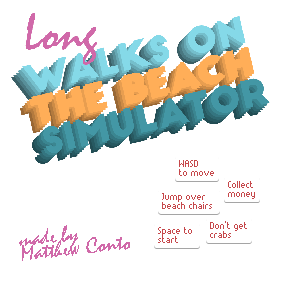 Long
WALKS ON
THE BEACH
SIMULATOR
WASD
to move
Collect
money
Jump over
beach chairs
Space to
start
Don't get
crabs
made by
Matthew Conto